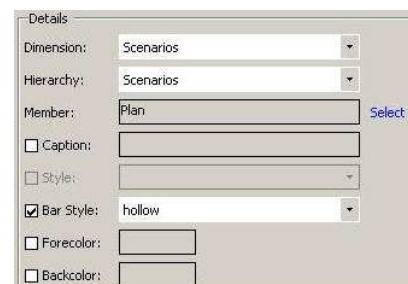 Details
Dimension: Scenarios
Hierarchy: Scenarios
Member: Plan Select
Caption:
Style:
Bar Style: hollow
Forecolor:
Backcolor: